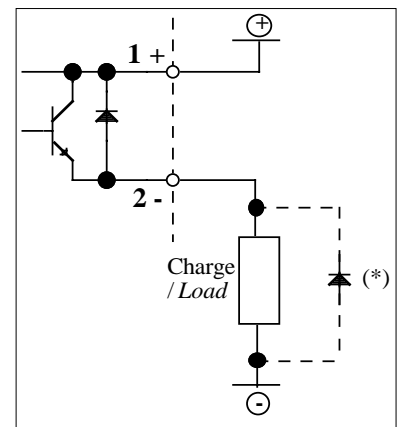 +
1 +
2 -
Charge
/ Load
(*)
-